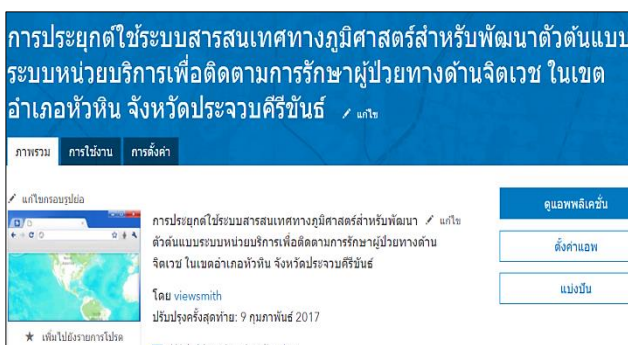 การประยุกต์ใช้ระบบสารสนเทศทางภูมิศาสตร์สำหรับพัฒนาตัวต้นแบบ
ระบบหน่วยบริการเพื่อติดตามการรักษาผู้ป่วยทางด้านจิตเวช ในเขต
อำเภอหัวหิน จังหวัดประจวบคีรีขันธ์ แก้ไข
ภาพรวม การใช้งาน การตั้งค่า
แก้ไขกรอบรูปย่อ
การประยุกต์ใช้ระบบสารสนเทศทางภูมิศาสตร์สำหรับพัฒนา แก้ไข
ตัวต้นแบบระบบหน่วยบริการเพื่อติดตามการรักษาผู้ป่วยทางด้าน
จิตเวช ในเขตอำเภอหัวหิน จังหวัดประจวบคีรีขันธ์
โดย viewsmith
ปรับปรุงครั้งสุดท้าย: 9 กุมภาพันธ์ 2017
เพิ่มไปยังรายการโปรด
ดูแอพพลิเคชั่น
ตั้งค่าแอพ
แบ่งปัน